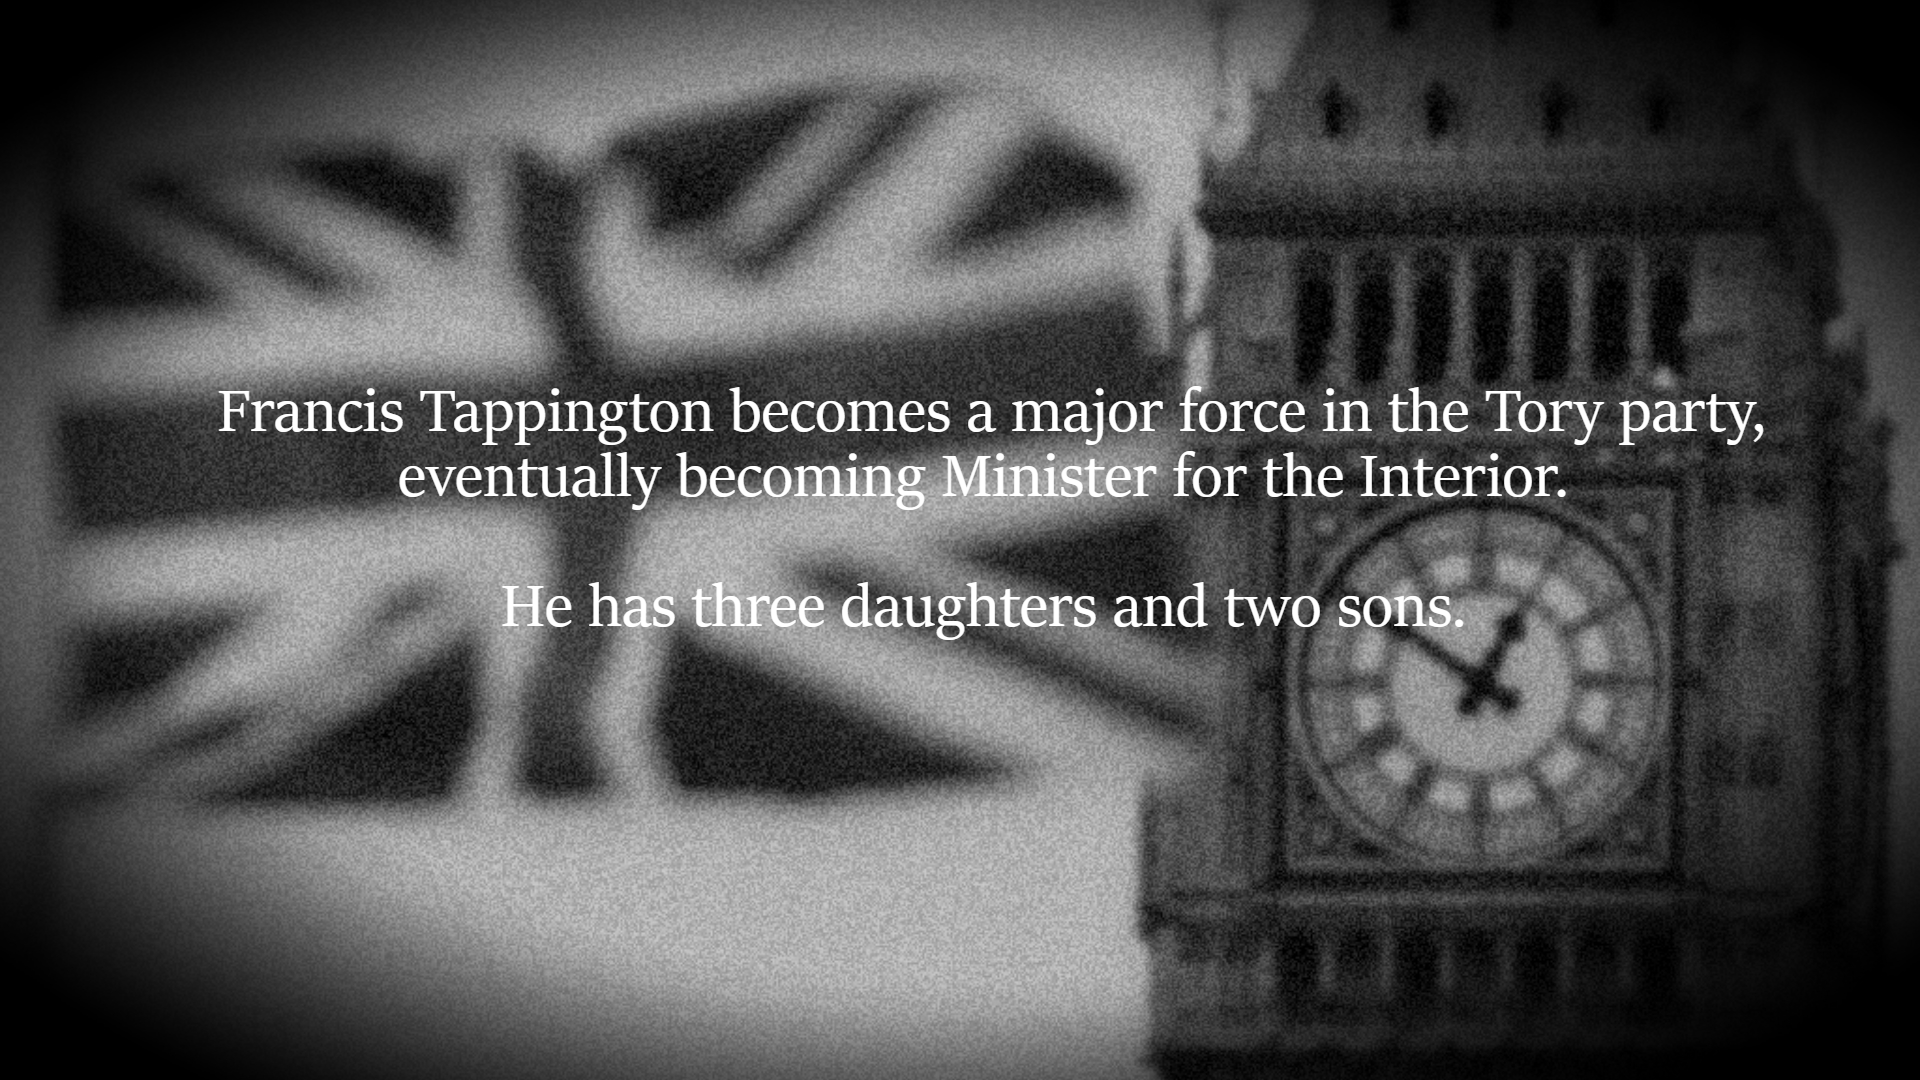 Francis Tappington becomes a major force in the Tory party,
eventually becoming Minister for the Interior.
He has three daughters and two sons.